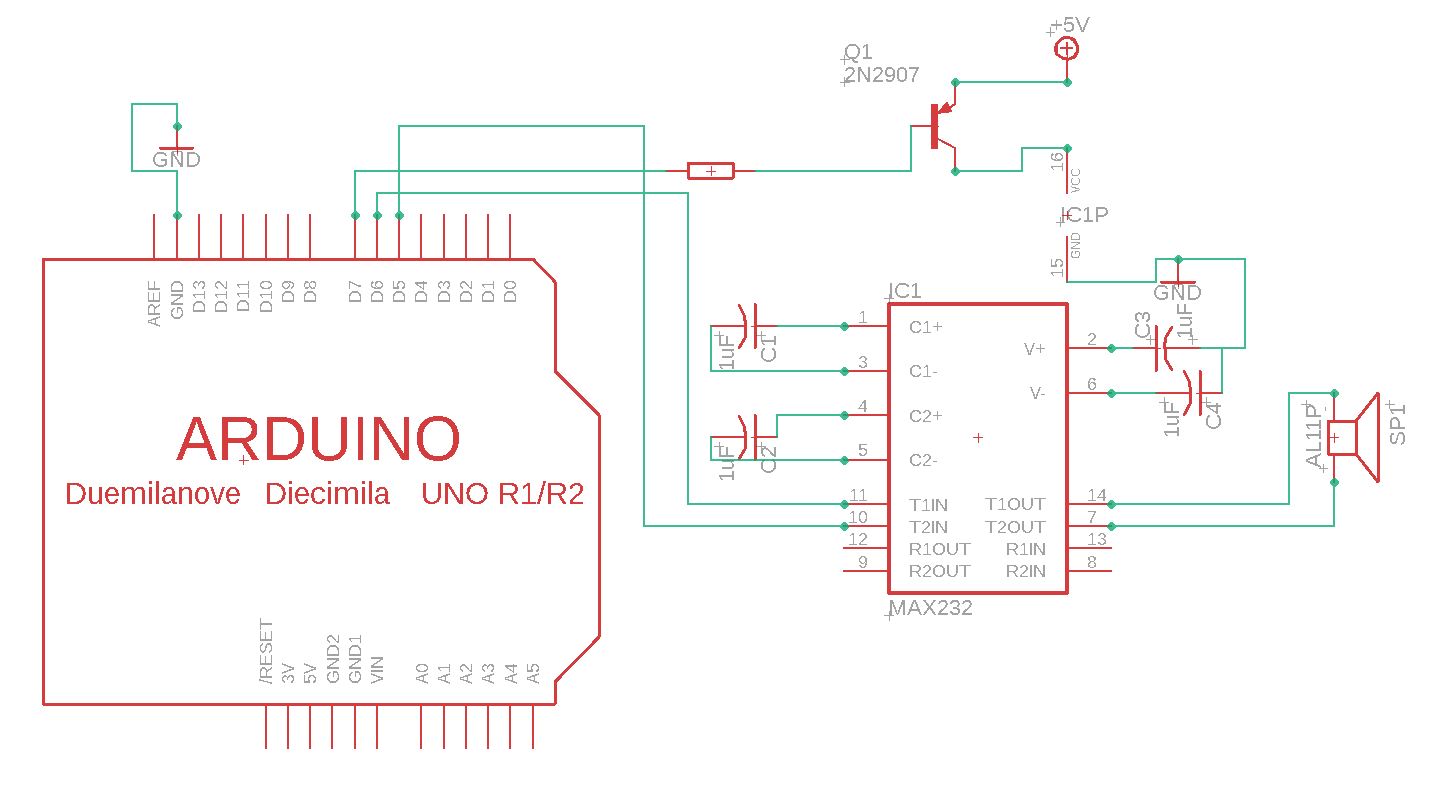 +5V
Q1
2N2907
GND
16
VCC
IC1P
GND
15
GND
AREF
GND
D13
D12
D11
D10
D9
D8
D7
D6
D5
D4
D3
D2
D1
D0
IC1
1
C1+
3
C1-
4
C2+
5
C2-
11
T1IN
10
T2IN
12
R1OUT
9
R2OUT
V+
2
V-
6
T1OUT
14
T2OUT
7
R1IN
13
R2IN
8
MAX232
1uF
C1
1uF
C2
C3
1uF
1uF
C4
AL11P
SP1
ARDUINO
Duemilanove Diecimila UNO R1/R2
/RESET
3V
5V
GND2
GND1
VIN
A0
A1
A2
A3
A4
A5